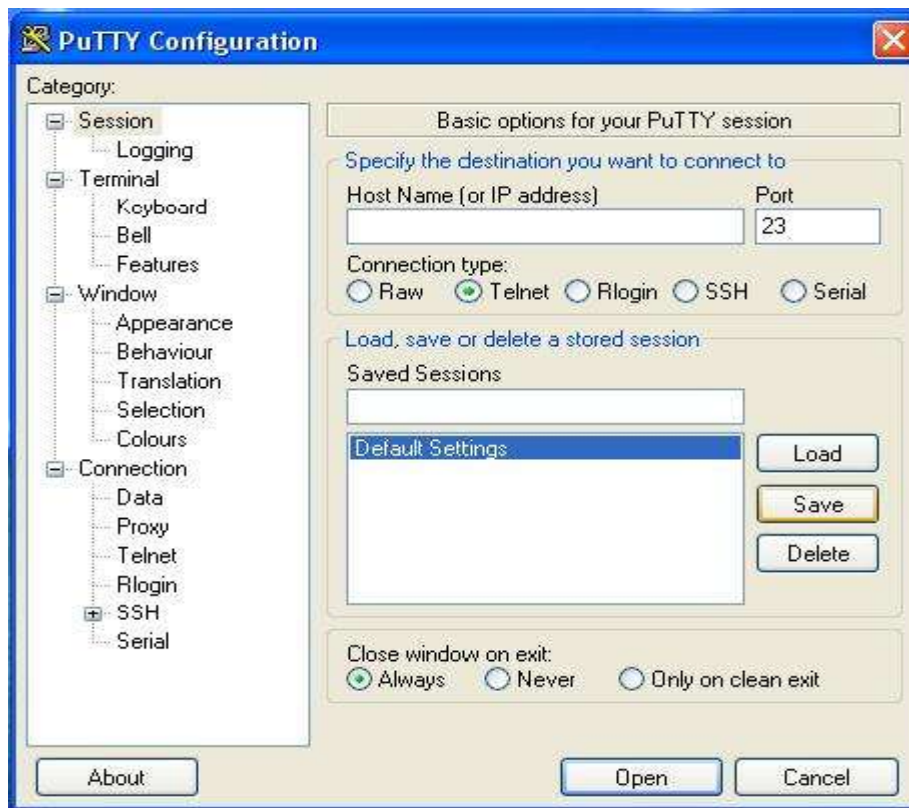 PuTTY Configuration
Category:
Session
Logging
Terminal
Keyboard
Bell
Features
Window
Appearance
Behaviour
Translation
Selection
Colours
Connection
Data
Proxy
Telnet
Rlogin
SSH
Serial
Basic options for your PuTTY session
Specify the destination you want to connect to
Host Name (or IP address) Port
23
Connection type:
Raw Telnet Rlogin SSH Serial
Load, save or delete a stored session
Saved Sessions
Default Settings
Load
Save
Delete
Close window on exit:
Always Never Only on clean exit
About Open Cancel